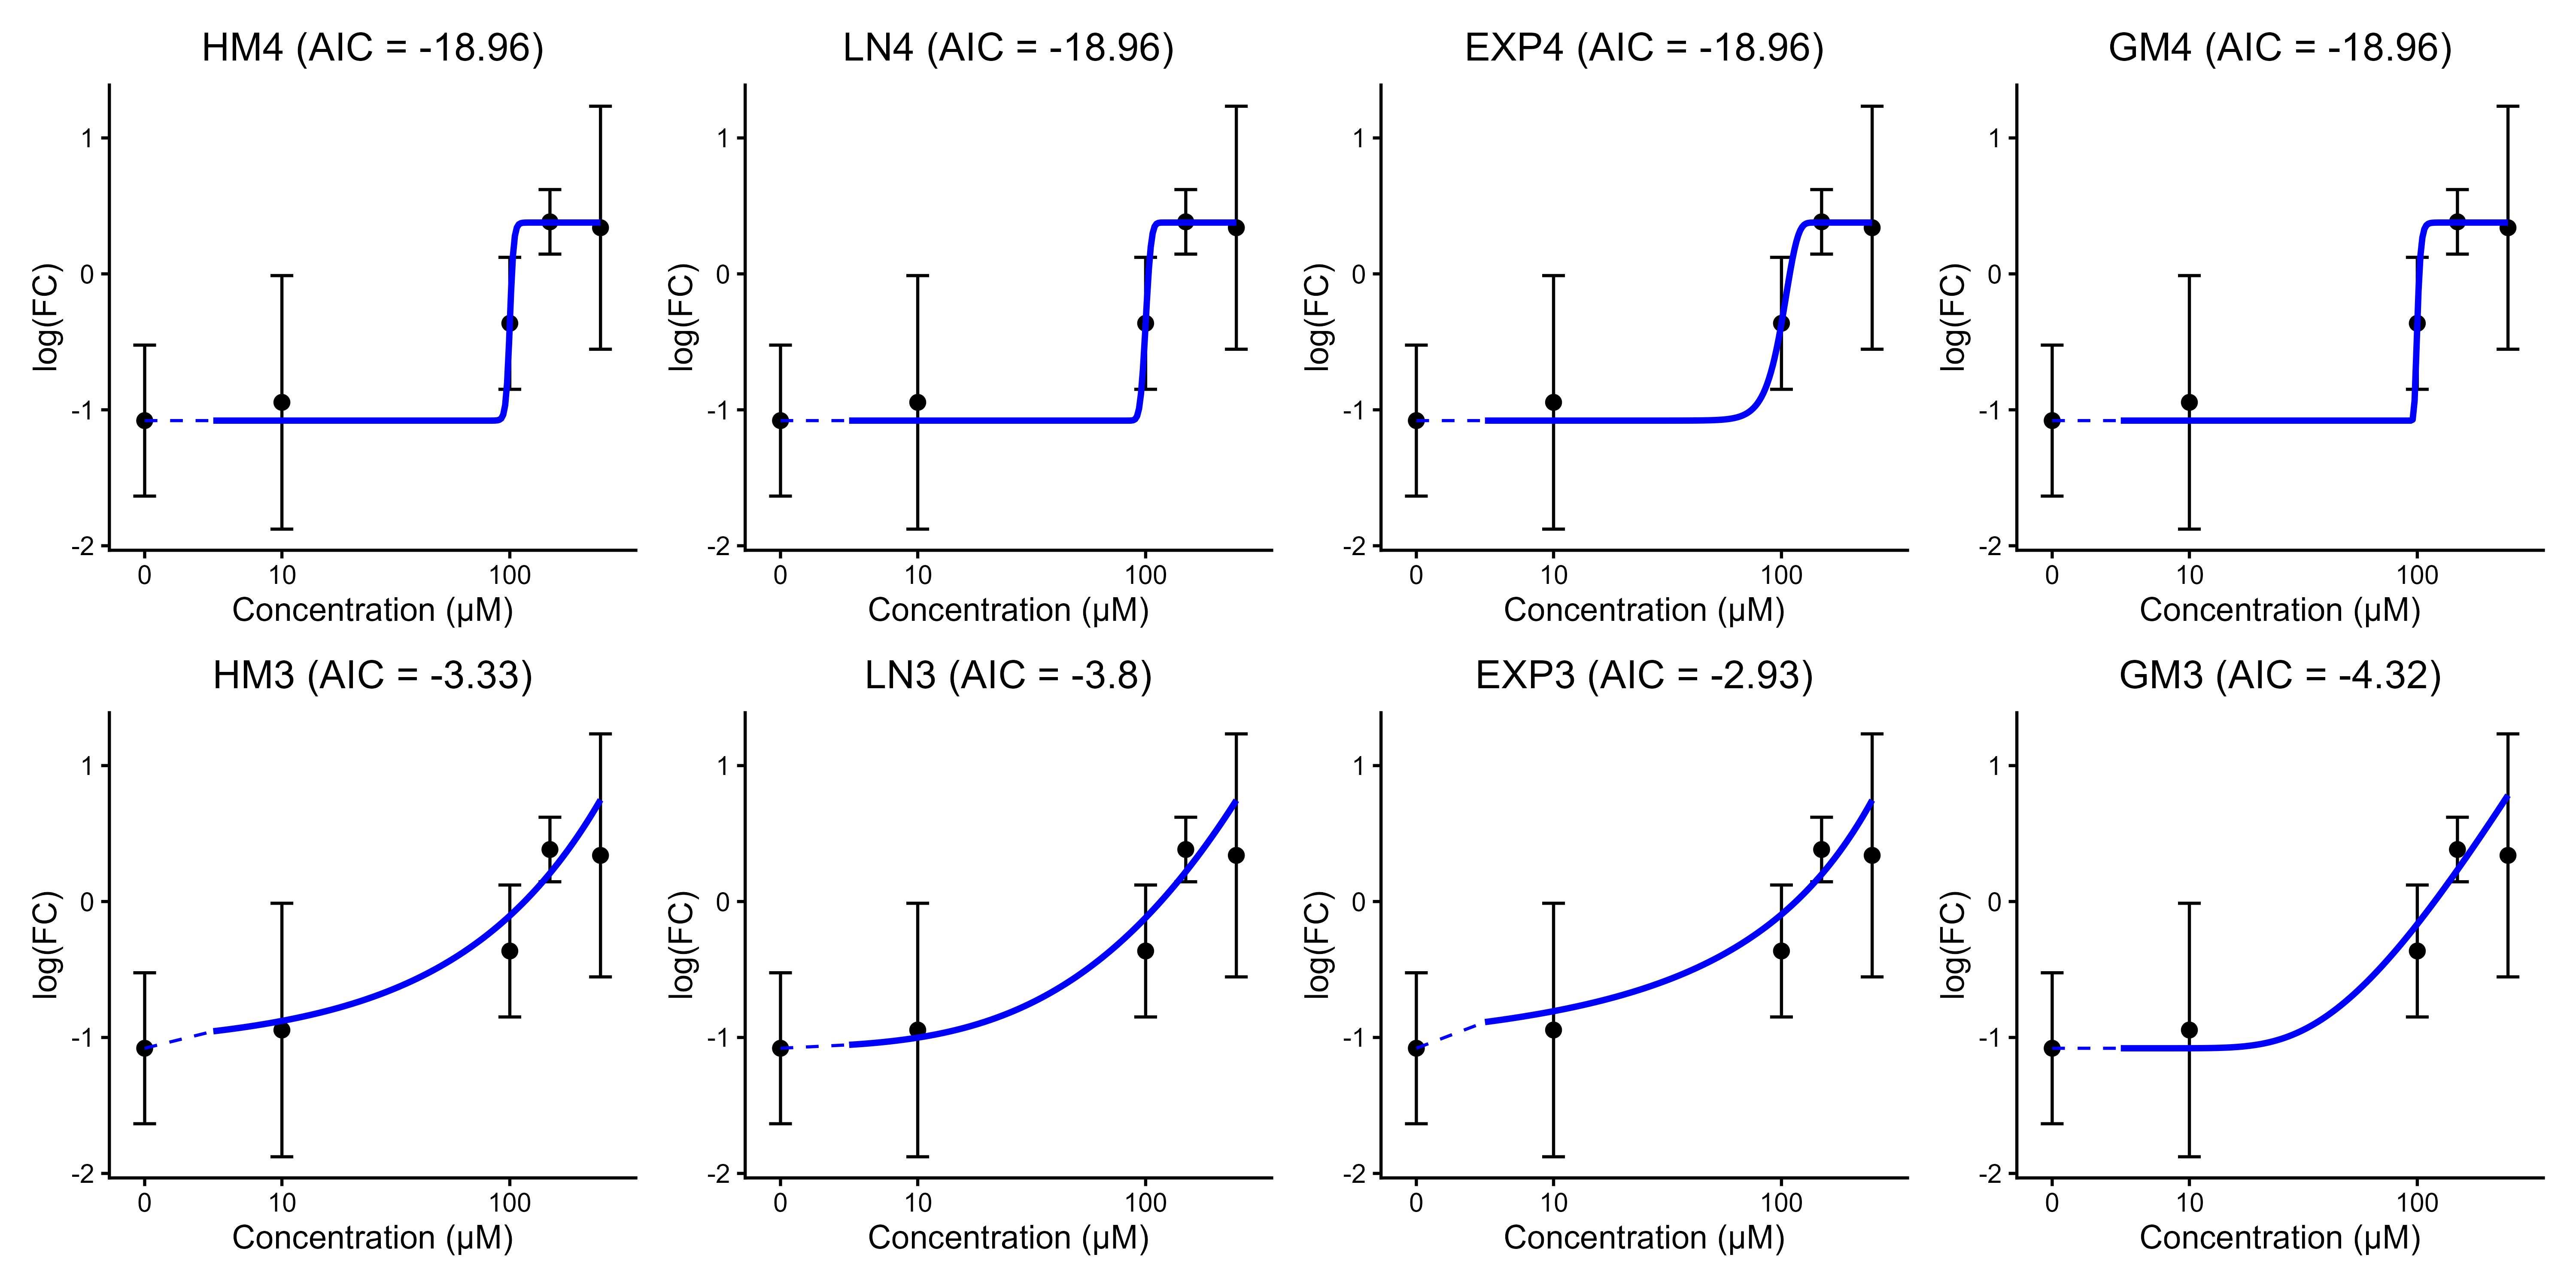 HM4 (AIC = -18.96)
LN4 (AIC = -18.96)
EXP4 (AIC = -18.96)
GM4 (AIC = -18.96)
log(FC)
1
0
-1
-2
0
10
100
Concentration (µM)
log(FC)
1
0
-1
-2
0
10
100
Concentration (µM)
log(FC)
1
0
-1
-2
0
10
100
Concentration (µM)
log(FC)
1
0
-1
-2
0
10
100
Concentration (µM)
HM3 (AIC = -3.33)
LN3 (AIC = -3.8)
EXP3 (AIC = -2.93)
GM3 (AIC = -4.32)
log(FC)
1
0
-1
-2
0
10
100
Concentration (µM)
log(FC)
1
0
-1
-2
0
10
100
Concentration (µM)
log(FC)
1
0
-1
-2
0
10
100
Concentration (µM)
log(FC)
1
0
-1
-2
0
10
100
Concentration (µM)